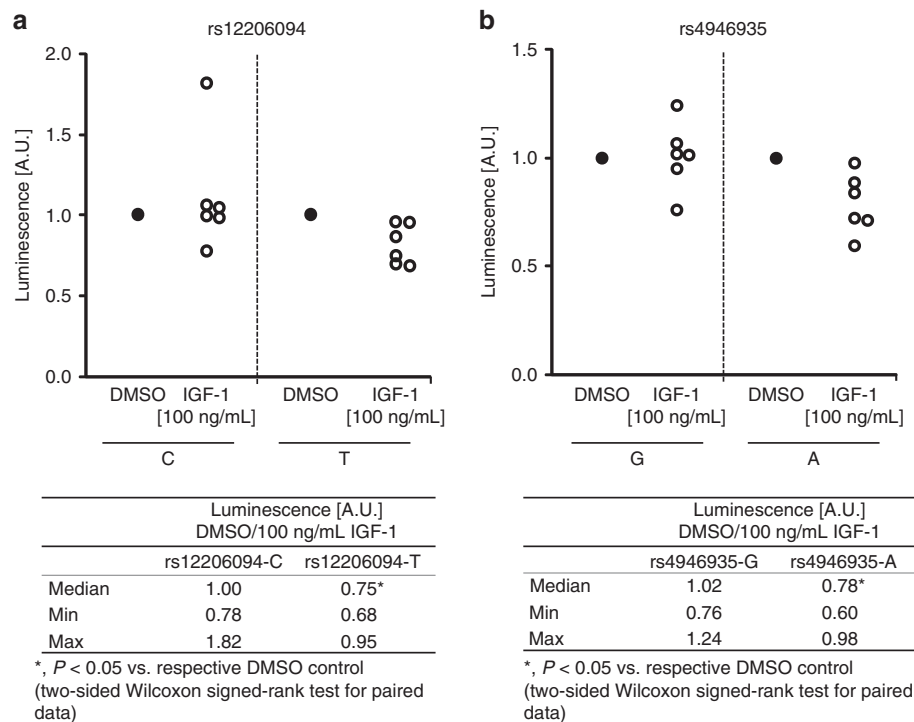 a
rs12206094
Luminescence [A.U.]
2.0
1.5
1.0
0.5
0.0
DMSO IGF-1 DMSO IGF-1
[100 ng/mL] [100 ng/mL]
C T
Luminescence [A.U.]
DMSO/100 ng/mL IGF-1
rs12206094-C rs12206094-T
Median 1.00 0.75*
Min 0.78 0.68
Max 1.82 0.95
*, P < 0.05 vs. respective DMSO control
(two-sided Wilcoxon signed-rank test for paired
data)
b
rs4946935
Luminescence [A.U.]
1.5
1.0
0.5
0.0
DMSO IGF-1 DMSO IGF-1
[100 ng/mL] [100 ng/mL]
G A
Luminescence [A.U.]
DMSO/100 ng/mL IGF-1
rs4946935-G rs4946935-A
Median 1.02 0.78*
Min 0.76 0.60
Max 1.24 0.98
*, P < 0.05 vs. respective DMSO control
(two-sided Wilcoxon signed-rank test for paired
data)